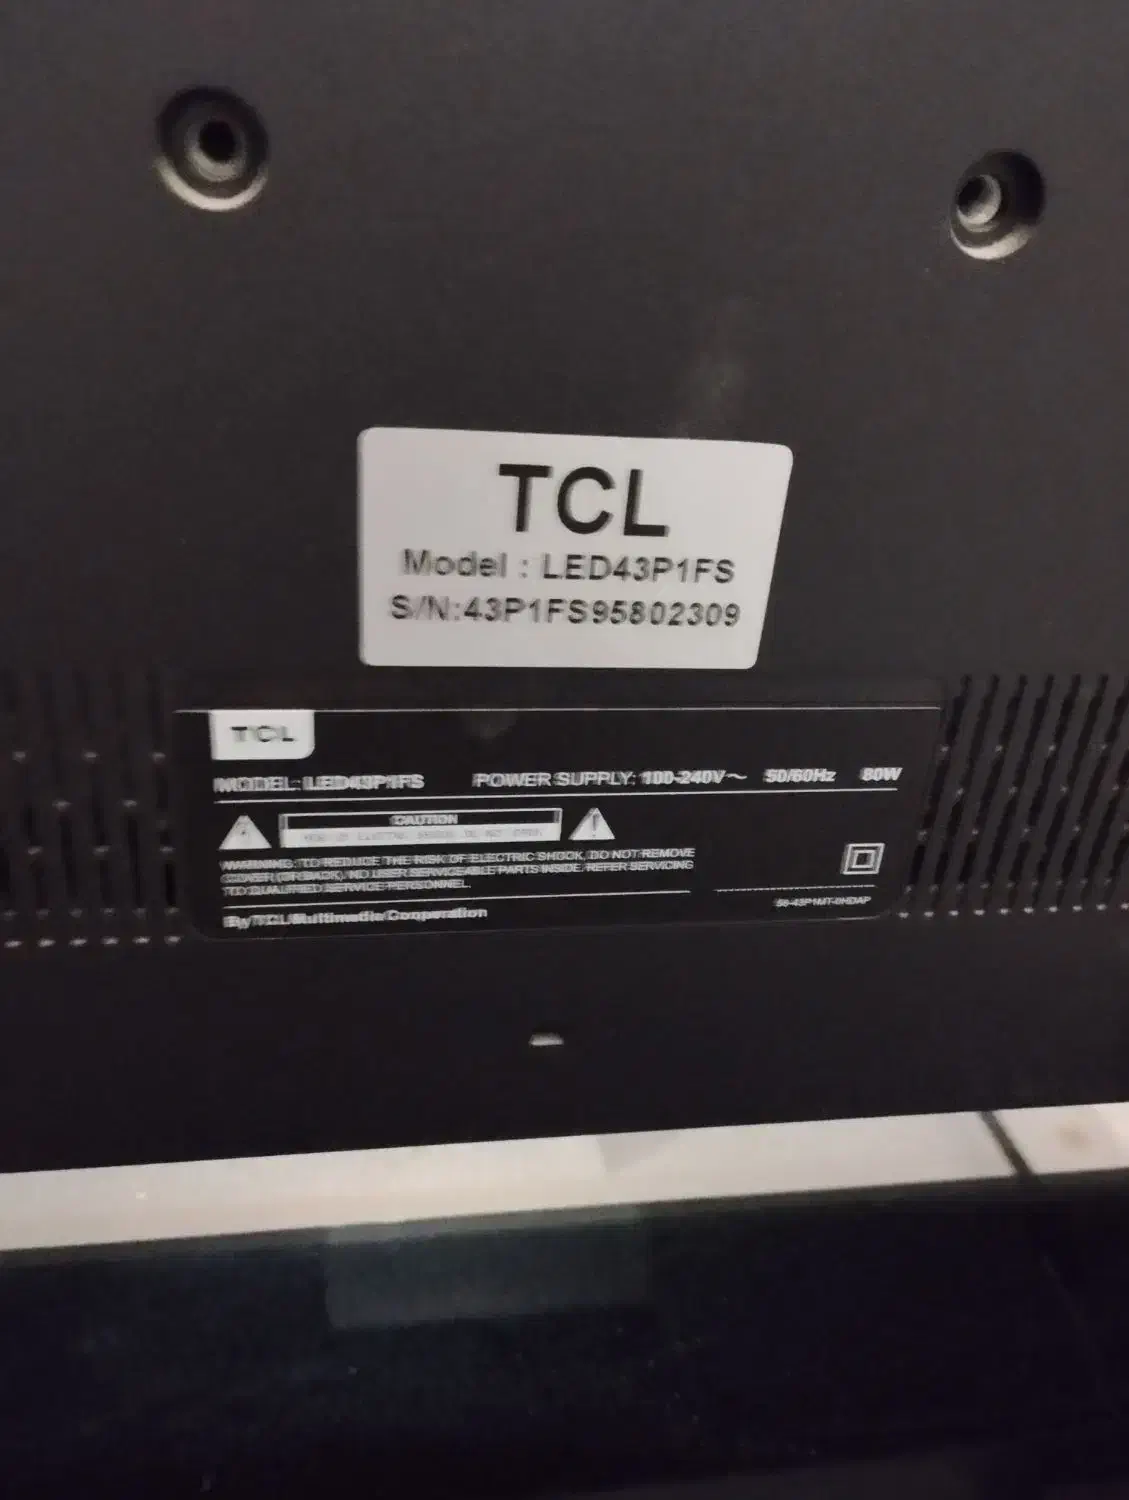 TCL
Model : LED43P1FS
S/N:43P1FS95802309
TCL
MODEL: LED43P1FS POWER SUPPLY: 100-240V～ 50/60Hz 80W
CAUTION
WARNING: TO REDUCE THE RISK OF ELECTRIC SHOCK, DO NOT REMOVE
COVER (OR BACK). NO USER SERVICEABLE PARTS INSIDE. REFER SERVICING
TO QUALIFIED SERVICE PERSONNEL.
By TCL Multimedia Cooperation